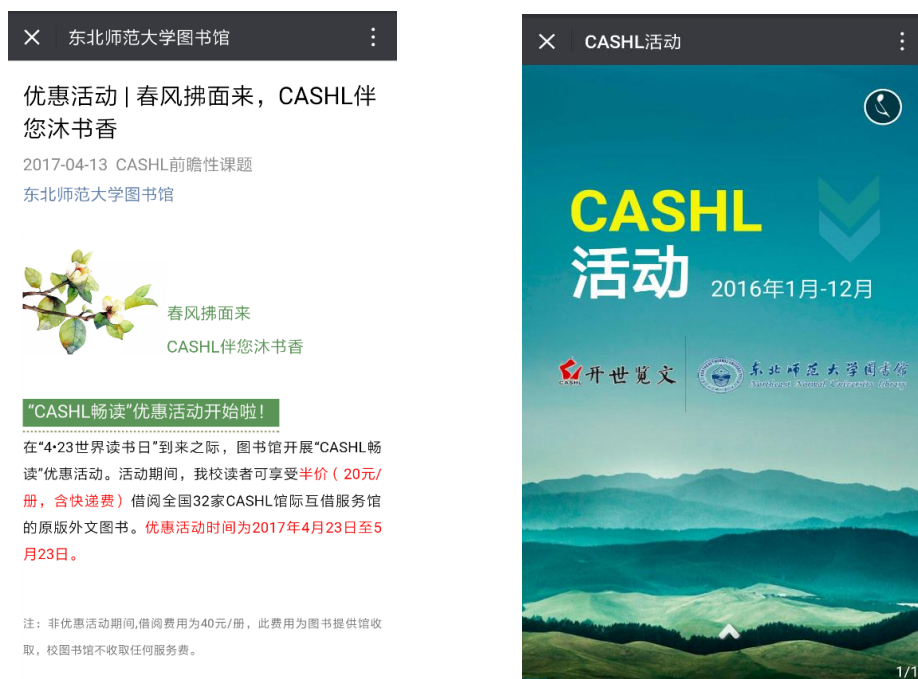 东北师范大学图书馆
优惠活动 | 春风拂面来，CASHL伴
您沐书香
2017-04-13 CASHL前瞻性课题
东北师范大学图书馆
春风拂面来
CASHL伴您沐书香
“CASHL畅读”优惠活动开始啦！
在“4•23世界读书日”到来之际，图书馆开展“CASHL畅
读”优惠活动。活动期间，我校读者可享受半价（ 20元/
册，含快递费）借阅全国32家CASHL馆际互借服务馆
的原版外文图书。优惠活动时间为2017年4月23日至5
月23日。
注：非优惠活动期间,借阅费用为40元/册，此费用为图书提供馆收
取，校图书馆不收取任何服务费。
CASHL活动
CASHL
活动
2016年1月-12月
CASHL
开世览文
东北师范大学图书馆
Northeast Normal University library
1/1